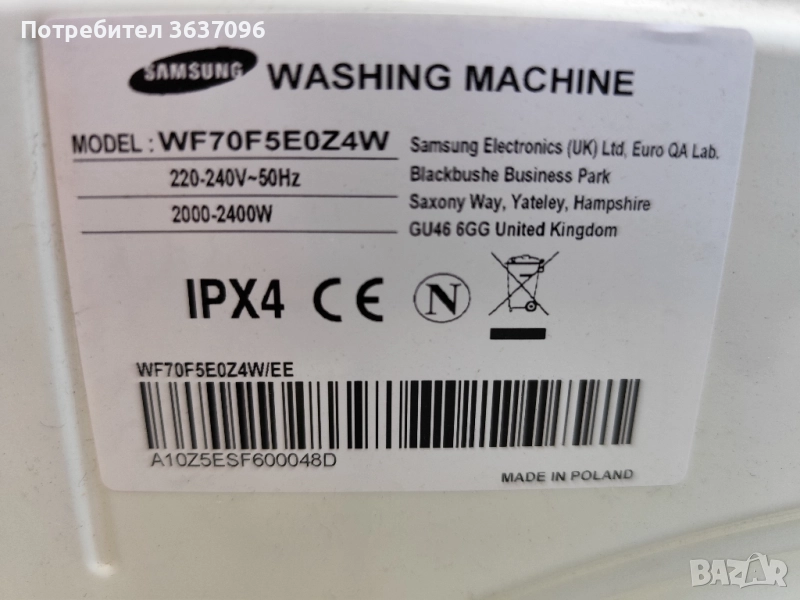 Потребител 3637096
SAMSUNG WASHING MACHINE
MODEL : WF70F5E0Z4W
220-240V~50Hz
2000-2400W
Samsung Electronics (UK) Ltd, Euro QA Lab.
Blackbushe Business Park
Saxony Way, Yateley, Hampshire
GU46 6GG United Kingdom
IPX4 CE N
WF70F5E0Z4W/EE
A10Z5ESF600048D
MADE IN POLAND
BAZAR